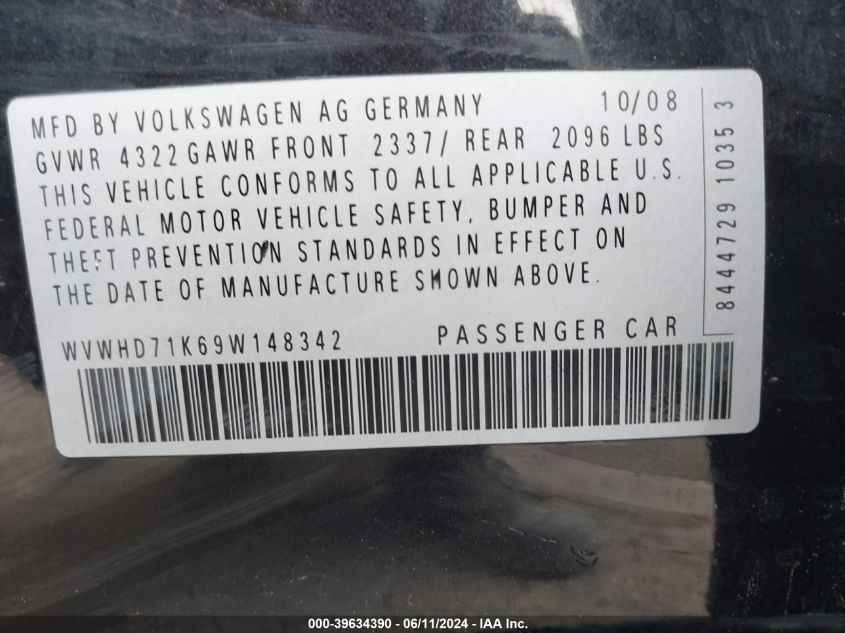 MFD BY VOLKSWAGEN AG GERMANY 10/08
GVWR 4322 GAWR FRONT 2337/ REAR 2096 LBS
THIS VEHICLE CONFORMS TO ALL APPLICABLE U.S.
FEDERAL MOTOR VEHICLE SAFETY, BUMPER AND
THEFT PREVENTION STANDARDS IN EFFECT ON
THE DATE OF MANUFACTURE SHOWN ABOVE.
WVWHD71K69W148342 PASSENGER CAR
8444729 1035 3
000-39634390 - 06/11/2024 - IAA Inc.